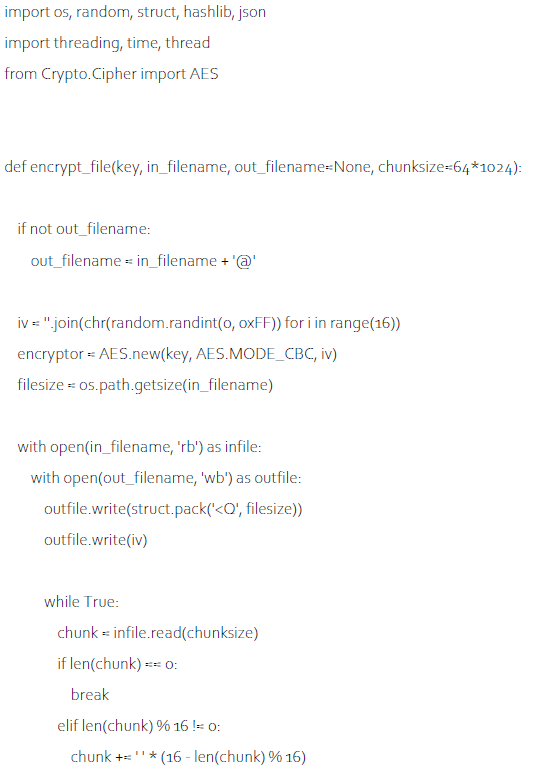 import os, random, struct, hashlib, json
import threading, time, thread
from Crypto.Cipher import AES
def encrypt_file(key, in_filename, out_filename=None, chunksize=64*1024):
if not out_filename:
out_filename = in_filename + '@'
iv = ''.join(chr(random.randint(0, 0xFF)) for i in range(16))
encryptor = AES.new(key, AES.MODE_CBC, iv)
filesize = os.path.getsize(in_filename)
with open(in_filename, 'rb') as infile:
with open(out_filename, 'wb') as outfile:
outfile.write(struct.pack('<Q', filesize))
outfile.write(iv)
while True:
chunk = infile.read(chunksize)
if len(chunk) == 0:
break
elif len(chunk) % 16 != 0:
chunk += ' ' * (16 - len(chunk) % 16)